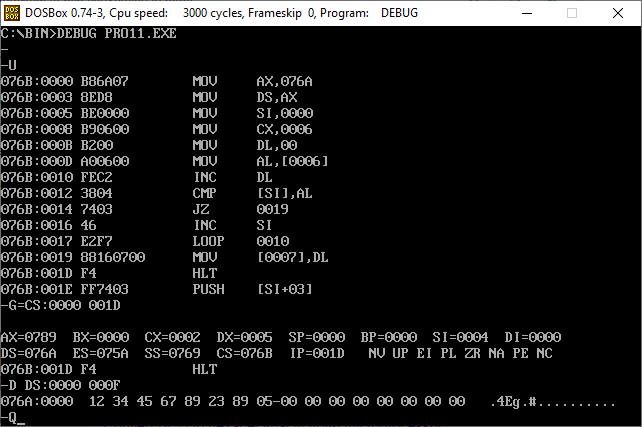 DOSBox 0.74-3, Cpu speed: 3000 cycles, Frameskip 0, Program: DEBUG
C:\BIN>DEBUG PRO11.EXE
-
-U
076B:0000 B86A07 MOV AX,076A
076B:0003 8ED8 MOV DS,AX
076B:0005 BE0000 MOV SI,0000
076B:0008 B90600 MOV CX,0006
076B:000B B200 MOV DL,00
076B:000D A00600 MOV AL,[0006]
076B:0010 FEC2 INC DL
076B:0012 3804 CMP [SI],AL
076B:0014 7403 JZ 0019
076B:0016 46 INC SI
076B:0017 E2F7 LOOP 0010
076B:0019 88160700 MOV [0007],DL
076B:001D F4 HLT
076B:001E FF7403 PUSH [SI+03]
-G=CS:0000 001D
AX=0789 BX=0000 CX=0002 DX=0005 SP=0000 BP=0000 SI=0004 DI=0000
DS=076A ES=075A SS=0769 CS=076B IP=001D NV UP EI PL ZR NA PE NC
076B:001D F4 HLT
-D DS:0000 000F
076A:0000 12 34 45 67 89 23 89 05-00 00 00 00 00 00 00 00 .4Eg.#..........
-Q_